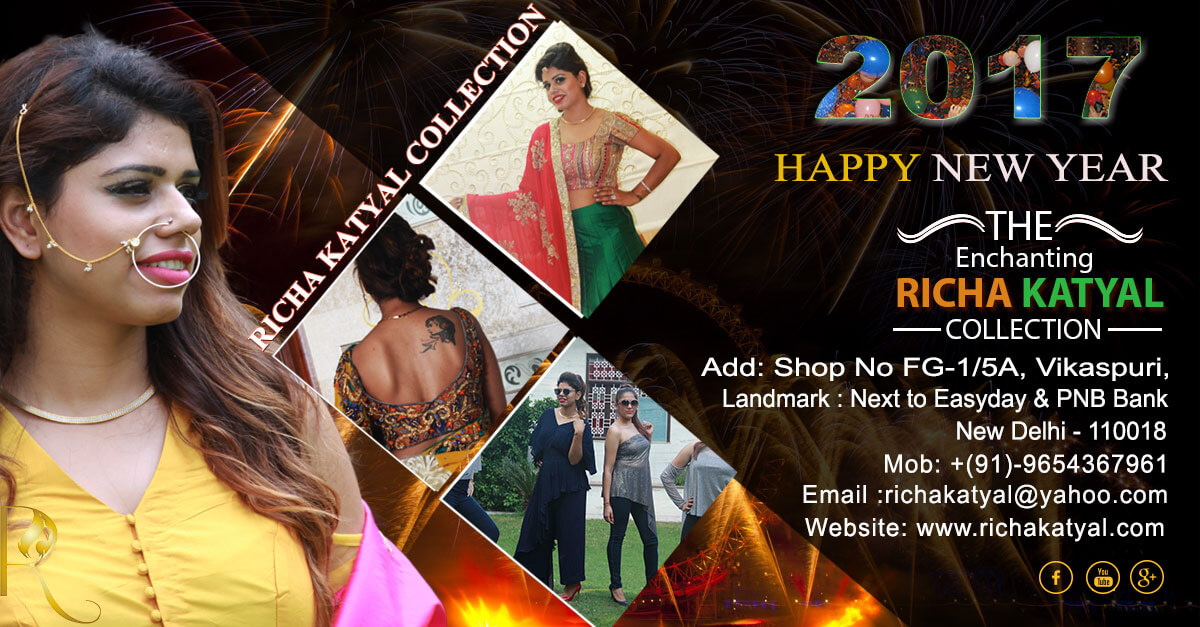 RICHA KATYAL COLLECTION
2017
HAPPY NEW YEAR
THE
Enchanting
RICHA KATYAL
COLLECTION
Add: Shop No FG-1/5A, Vikaspuri,
Landmark : Next to Easyday & PNB Bank
New Delhi - 110018
Mob: +(91)-9654367961
Email :richakatyal@yahoo.com
Website: www.richakatyal.com
R
f
You
Tube
g+